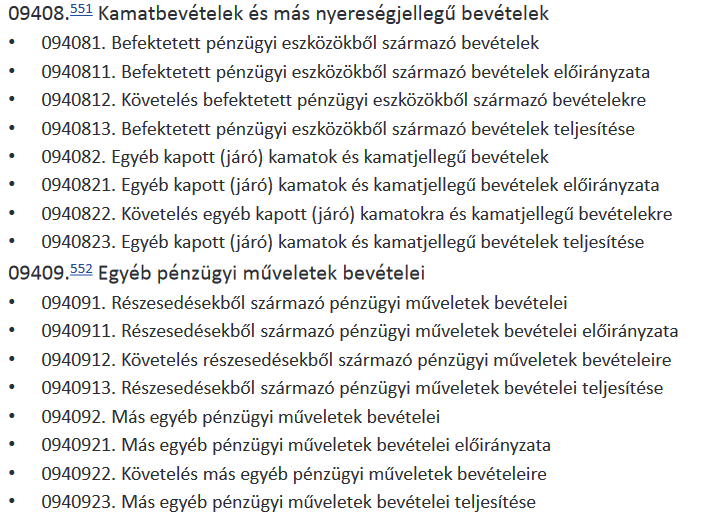 09408.551 Kamatbevételek és más nyereségjellegű bevételek
• 094081. Befektetett pénzügyi eszközökből származó bevételek
• 0940811. Befektetett pénzügyi eszközökből származó bevételek előirányzata
• 0940812. Követelés befektetett pénzügyi eszközökből származó bevételekre
• 0940813. Befektetett pénzügyi eszközökből származó bevételek teljesítése
• 094082. Egyéb kapott (járó) kamatok és kamatjellegű bevételek
• 0940821. Egyéb kapott (járó) kamatok és kamatjellegű bevételek előirányzata
• 0940822. Követelés egyéb kapott (járó) kamatokra és kamatjellegű bevételekre
• 0940823. Egyéb kapott (járó) kamatok és kamatjellegű bevételek teljesítése
09409.552 Egyéb pénzügyi műveletek bevételei
• 094091. Részesedésekből származó pénzügyi műveletek bevételei
• 0940911. Részesedésekből származó pénzügyi műveletek bevételei előirányzata
• 0940912. Követelés részesedésekből származó pénzügyi műveletek bevételeire
• 0940913. Részesedésekből származó pénzügyi műveletek bevételei teljesítése
• 094092. Más egyéb pénzügyi műveletek bevételei
• 0940921. Más egyéb pénzügyi műveletek bevételei előirányzata
• 0940922. Követelés más egyéb pénzügyi műveletek bevételeire
• 0940923. Más egyéb pénzügyi műveletek bevételei teljesítése